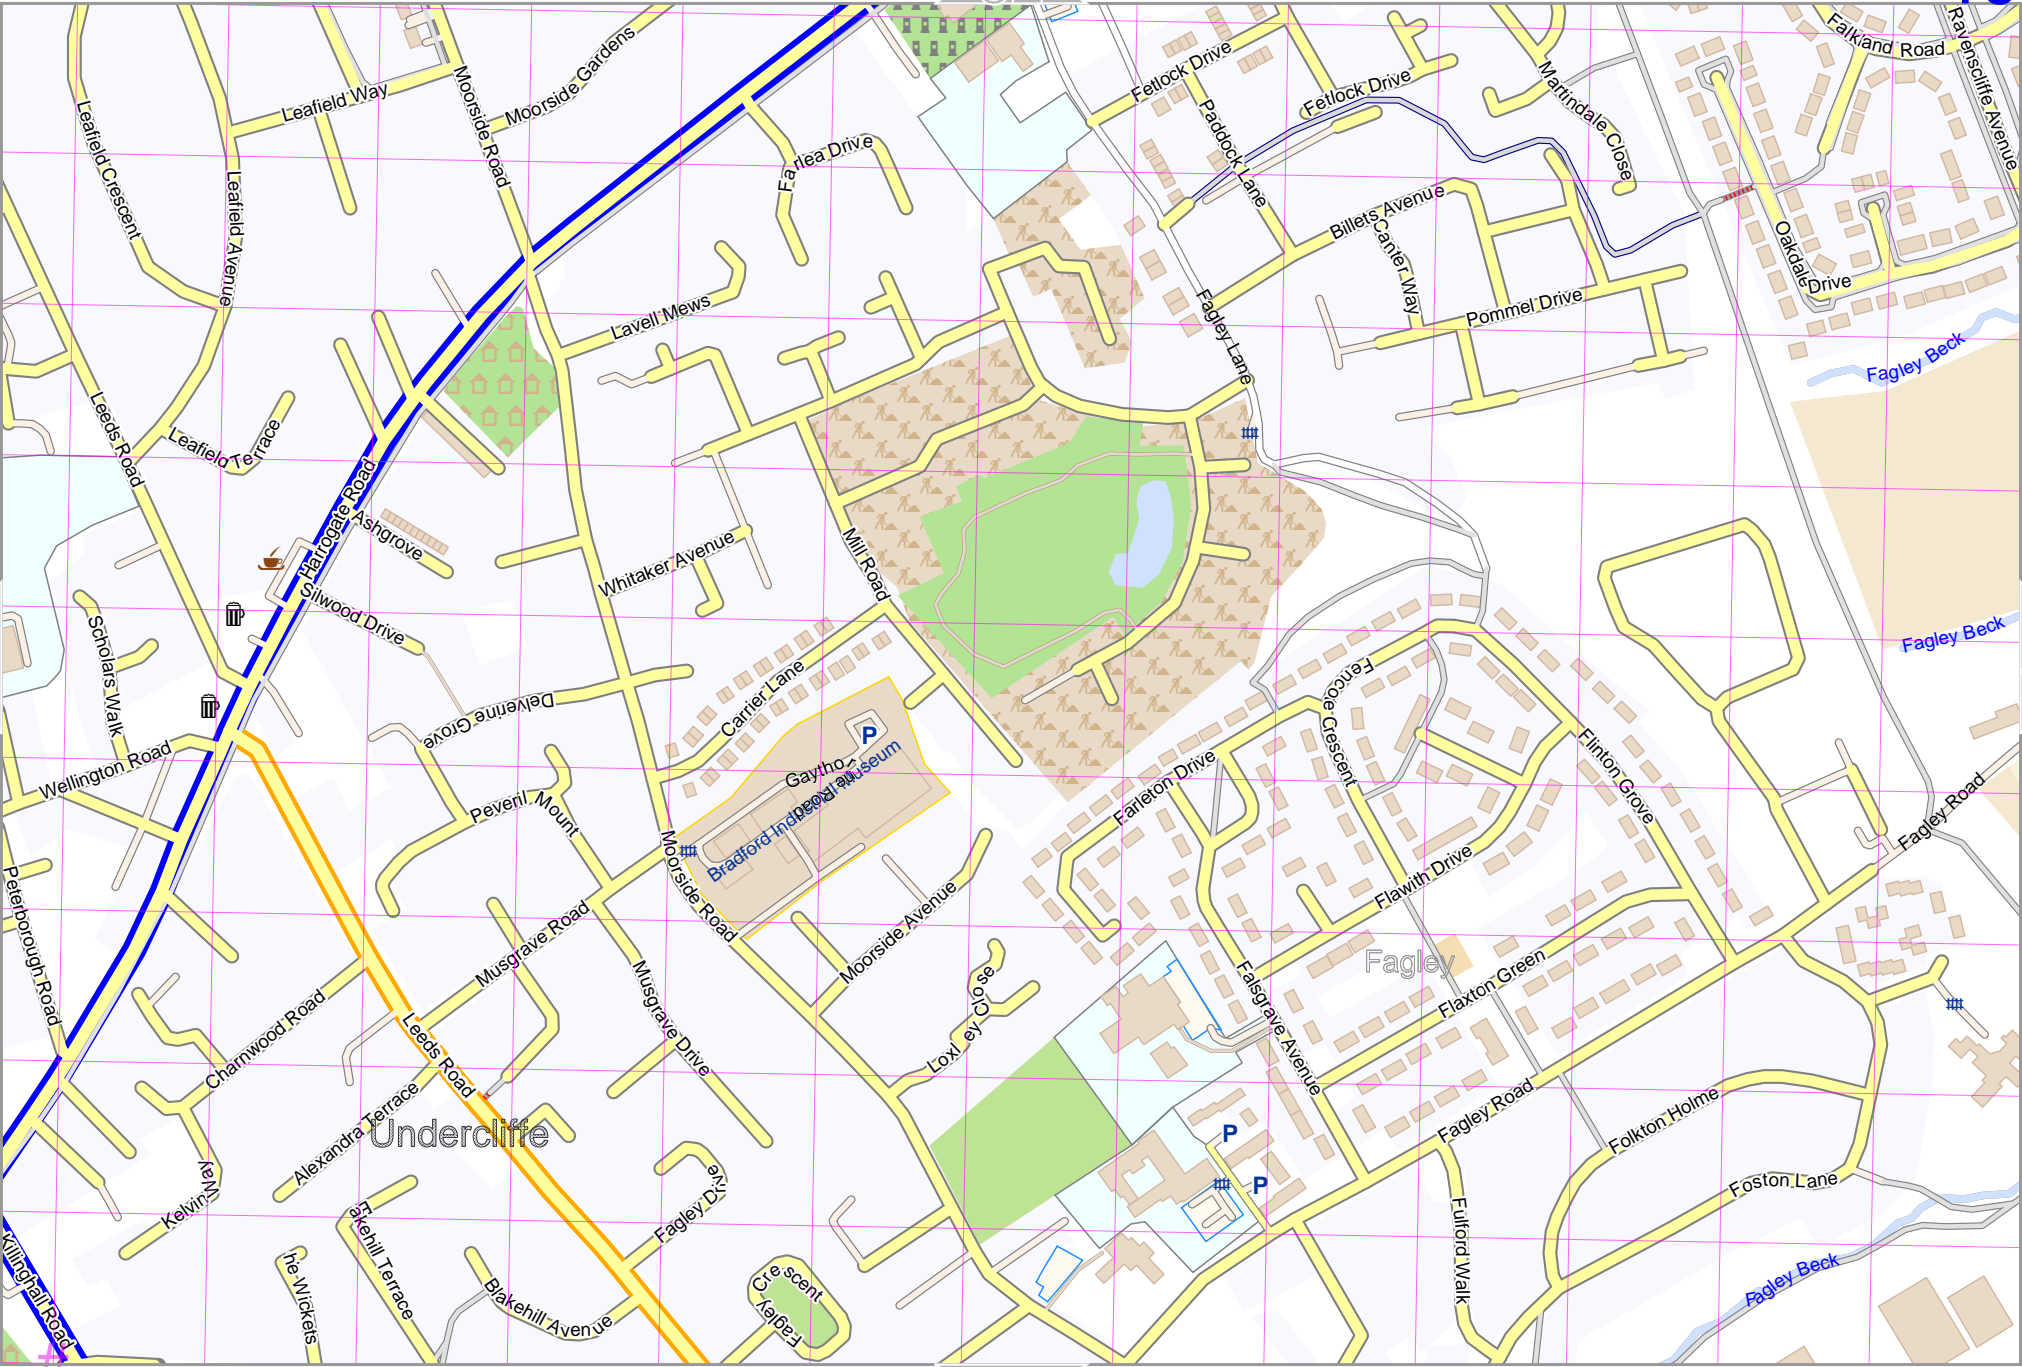 Moorside Gardens
Leafield Way
Moorside Road
Leafield Crescent
Leafield Avenue
Farlea Drive
Fetlock Drive
Fetlock Drive
Paddock Lane
Martindale Close
Falkland Road
Ravenscliffe Avenue
Billets Avenue
Canter Way
Pommel Drive
Oakdale
Drive
Fagley Lane
Lavell Mews
Fagley Beck
Leeds Road
Leafield Terrace
Harrogate Road
Ashgrove
Silwood Drive
Whitaker Avenue
Mill Road
Scholars Walk
Delverne Grove
Carrier Lane
Wellington Road
Peveril Mount
P
Gaythorne Road
Bradford Industrial Museum
Moorside Road
Fagley Beck
Fencote Crescent
Farleton Drive
Flinton Grove
Fagley Road
Flawith Drive
Fagley
Flaxton Green
Falsgrave Avenue
Peterborough Road
Musgrave Road
Musgrave Drive
Moorside Avenue
Loxley Close
Charnwood Road
Leeds Road
Alexandra Terrace
Undercliffe
Kelvin Way
Fagley Road
Folkton Holme
Foston Lane
Fulford Walk
P
P
Fagley Drive
Fagley Crescent
Lakehill Terrace
he Wickets
Blakehill Avenue
Killinghall Road
Fagley Beck